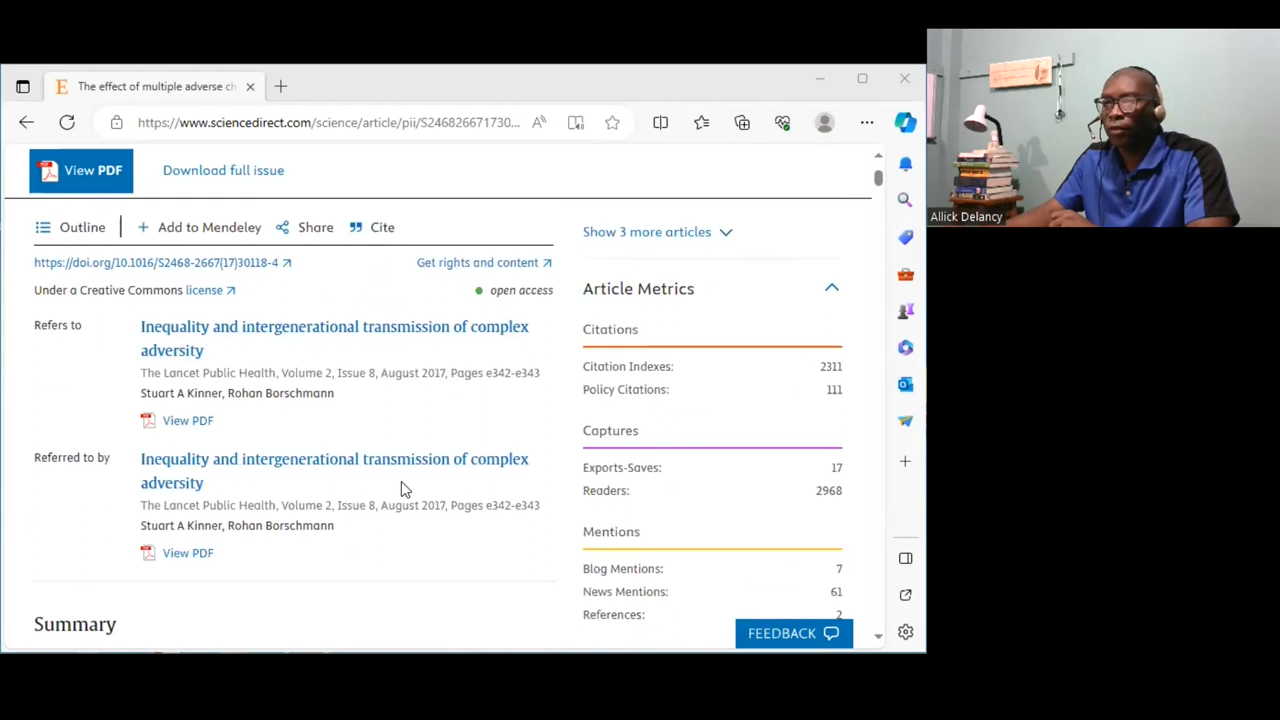 The effect of multiple adverse ch
https://www.sciencedirect.com/science/article/pii/S246826671730...
View PDF
Download full issue
Outline
Add to Mendeley
Share
Cite
https://doi.org/10.1016/S2468-2667(17)30118-4
Get rights and content
Under a Creative Commons license
open access
Refers to
Inequality and intergenerational transmission of complex
adversity
The Lancet Public Health, Volume 2, Issue 8, August 2017, Pages e342-e343
Stuart A Kinner, Rohan Borschmann
View PDF
Referred to by
Inequality and intergenerational transmission of complex
adversity
The Lancet Public Health, Volume 2, Issue 8, August 2017, Pages e342-e343
Stuart A Kinner, Rohan Borschmann
View PDF
Summary
Show 3 more articles
Article Metrics
Citations
Citation Indexes: 2311
Policy Citations: 111
Captures
Exports-Saves: 17
Readers: 2968
Mentions
Blog Mentions: 7
News Mentions: 61
References: 2
FEEDBACK
Allick Delancy